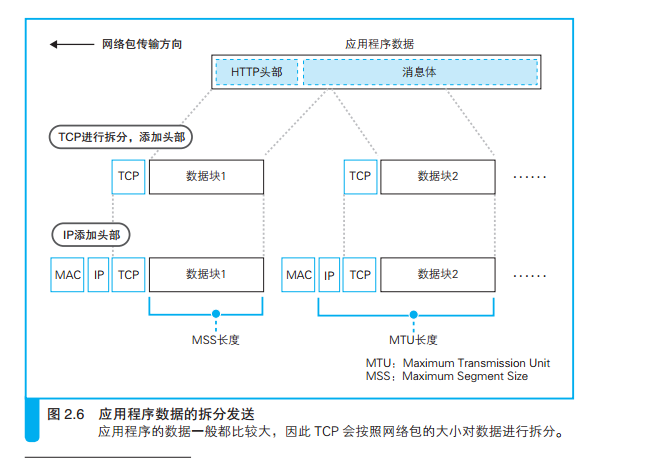 网络包传输方向
应用程序数据
HTTP头部 消息体
TCP进行拆分，添加头部
TCP 数据块1 TCP 数据块2 ······
IP添加头部
MAC IP TCP 数据块1 MAC IP TCP 数据块2 ······
MSS长度 MTU长度
MTU：Maximum Transmission Unit
MSS：Maximum Segment Size
图 2.6 应用程序数据的拆分发送
应用程序的数据一般都比较大，因此 TCP 会按照网络包的大小对数据进行拆分。